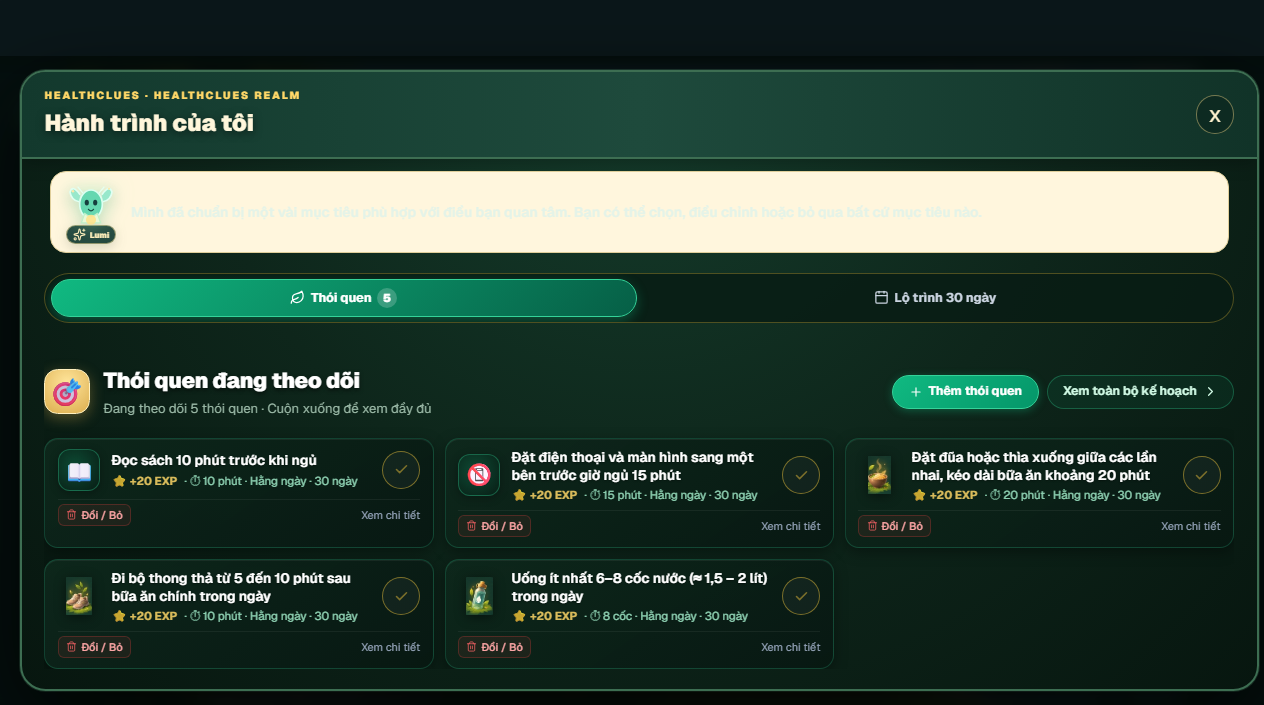 HEALTHCLUES · HEALTHCLUES REALM
Hành trình của tôi
X
Mình đã chuẩn bị một vài mục tiêu phù hợp với điều bạn quan tâm. Bạn có thể chọn, điều chỉnh hoặc bỏ qua bất cứ mục tiêu nào.
Lumi
Thói quen 5
Lộ trình 30 ngày
Thói quen đang theo dõi
Đang theo dõi 5 thói quen · Cuộn xuống để xem đầy đủ
+ Thêm thói quen
Xem toàn bộ kế hoạch
Đọc sách 10 phút trước khi ngủ
+20 EXP · 10 phút · Hằng ngày · 30 ngày
Đổi / Bỏ
Xem chi tiết
Đặt điện thoại và màn hình sang một
bên trước giờ ngủ 15 phút
+20 EXP · 15 phút · Hằng ngày · 30 ngày
Đổi / Bỏ
Xem chi tiết
Đặt đũa hoặc thìa xuống giữa các lần
nhai, kéo dài bữa ăn khoảng 20 phút
+20 EXP · 20 phút · Hằng ngày · 30 ngày
Đổi / Bỏ
Xem chi tiết
Đi bộ thong thả từ 5 đến 10 phút sau
bữa ăn chính trong ngày
+20 EXP · 10 phút · Hằng ngày · 30 ngày
Đổi / Bỏ
Xem chi tiết
Uống ít nhất 6–8 cốc nước (≈ 1,5 – 2 lít)
trong ngày
+20 EXP · 8 cốc · Hằng ngày · 30 ngày
Đổi / Bỏ
Xem chi tiết